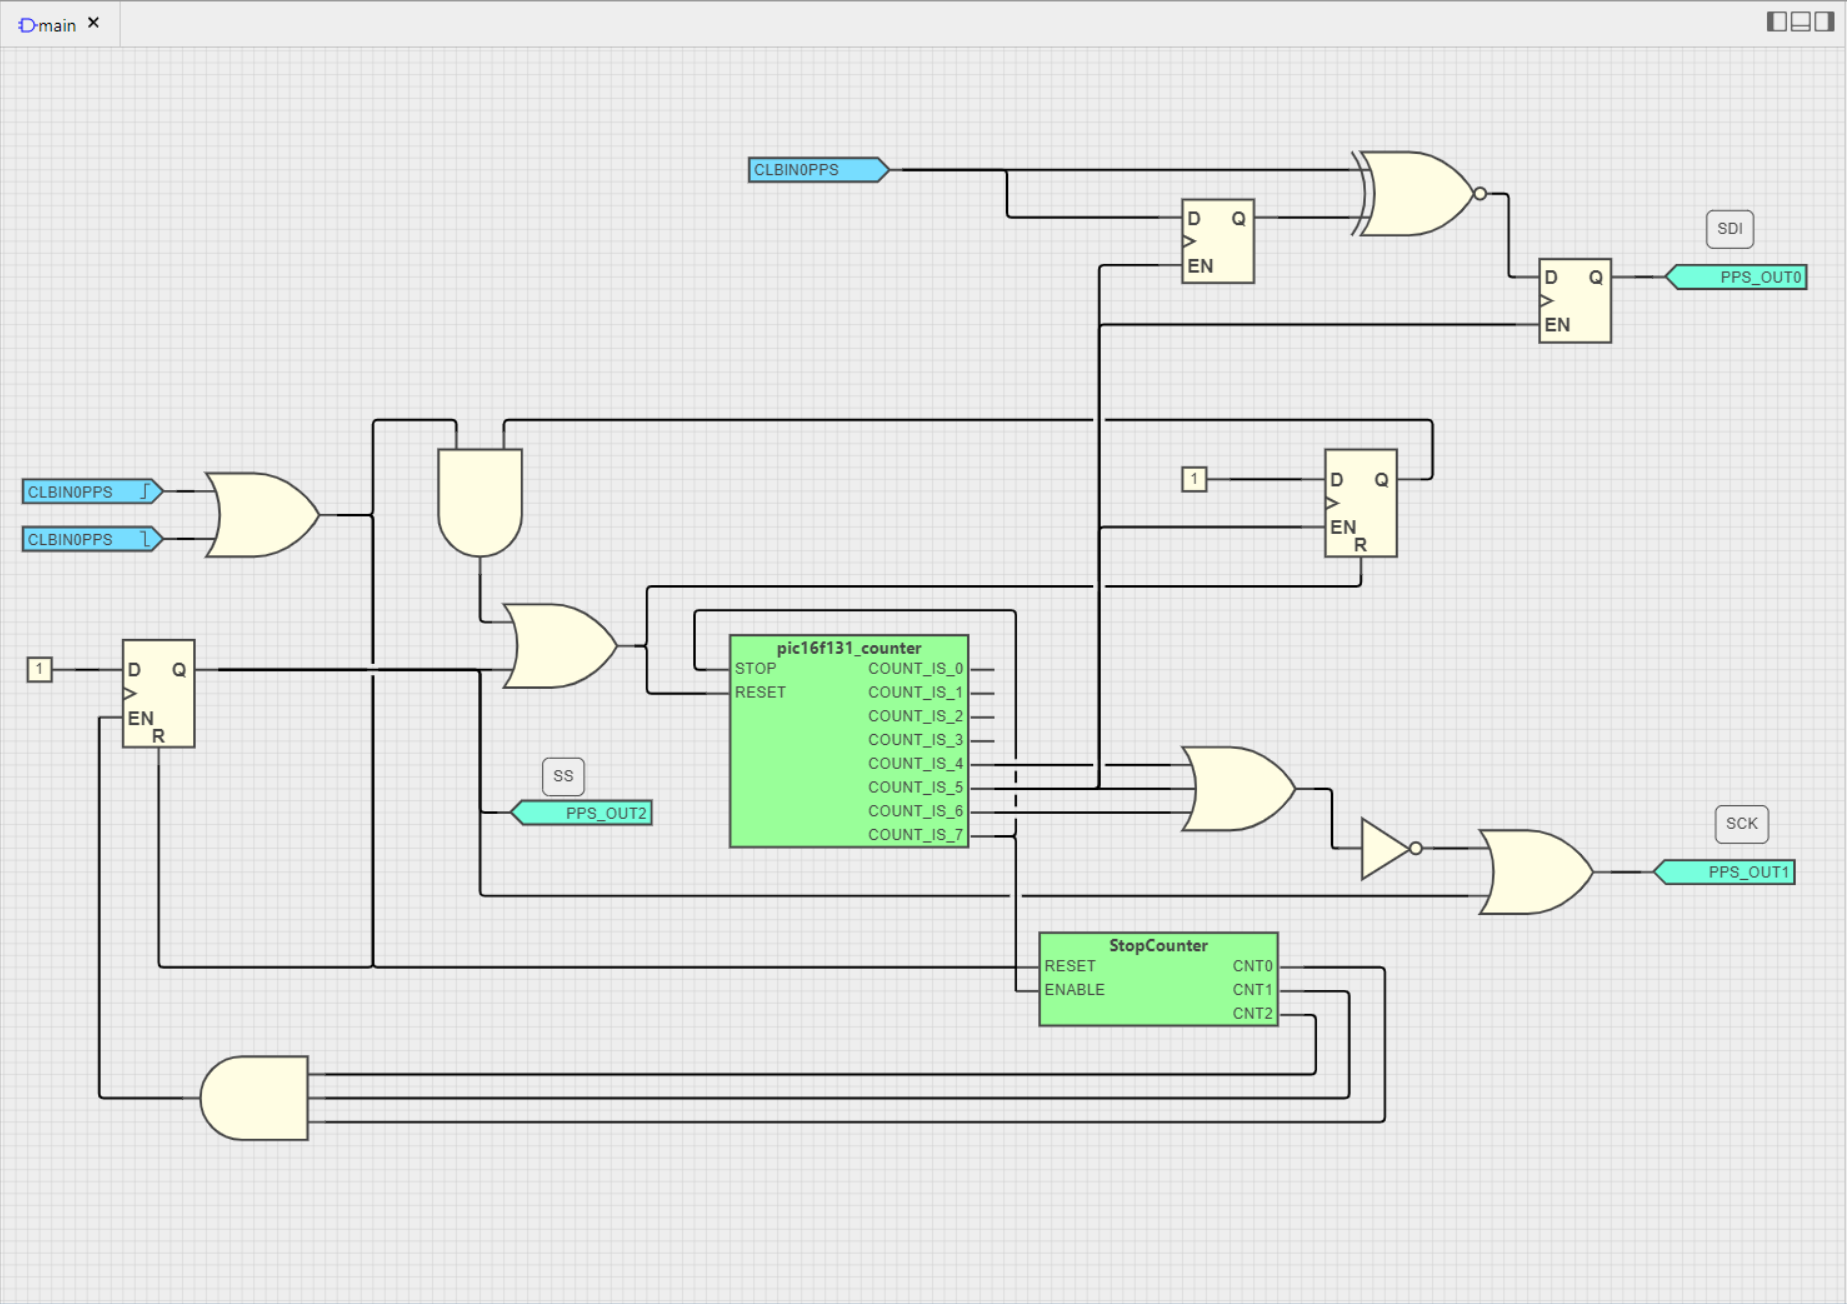 main ×
CLBIN0PPS
D Q
EN
SDI
D Q
EN
PPS_OUT0
CLBIN0PPS
CLBIN0PPS
1
D Q
EN
R
1
D Q
EN
R
pic16f131_counter
STOP COUNT_IS_0
RESET COUNT_IS_1
COUNT_IS_2
COUNT_IS_3
COUNT_IS_4
COUNT_IS_5
COUNT_IS_6
COUNT_IS_7
SS
PPS_OUT2
SCK
PPS_OUT1
StopCounter
RESET CNT0
ENABLE CNT1
CNT2